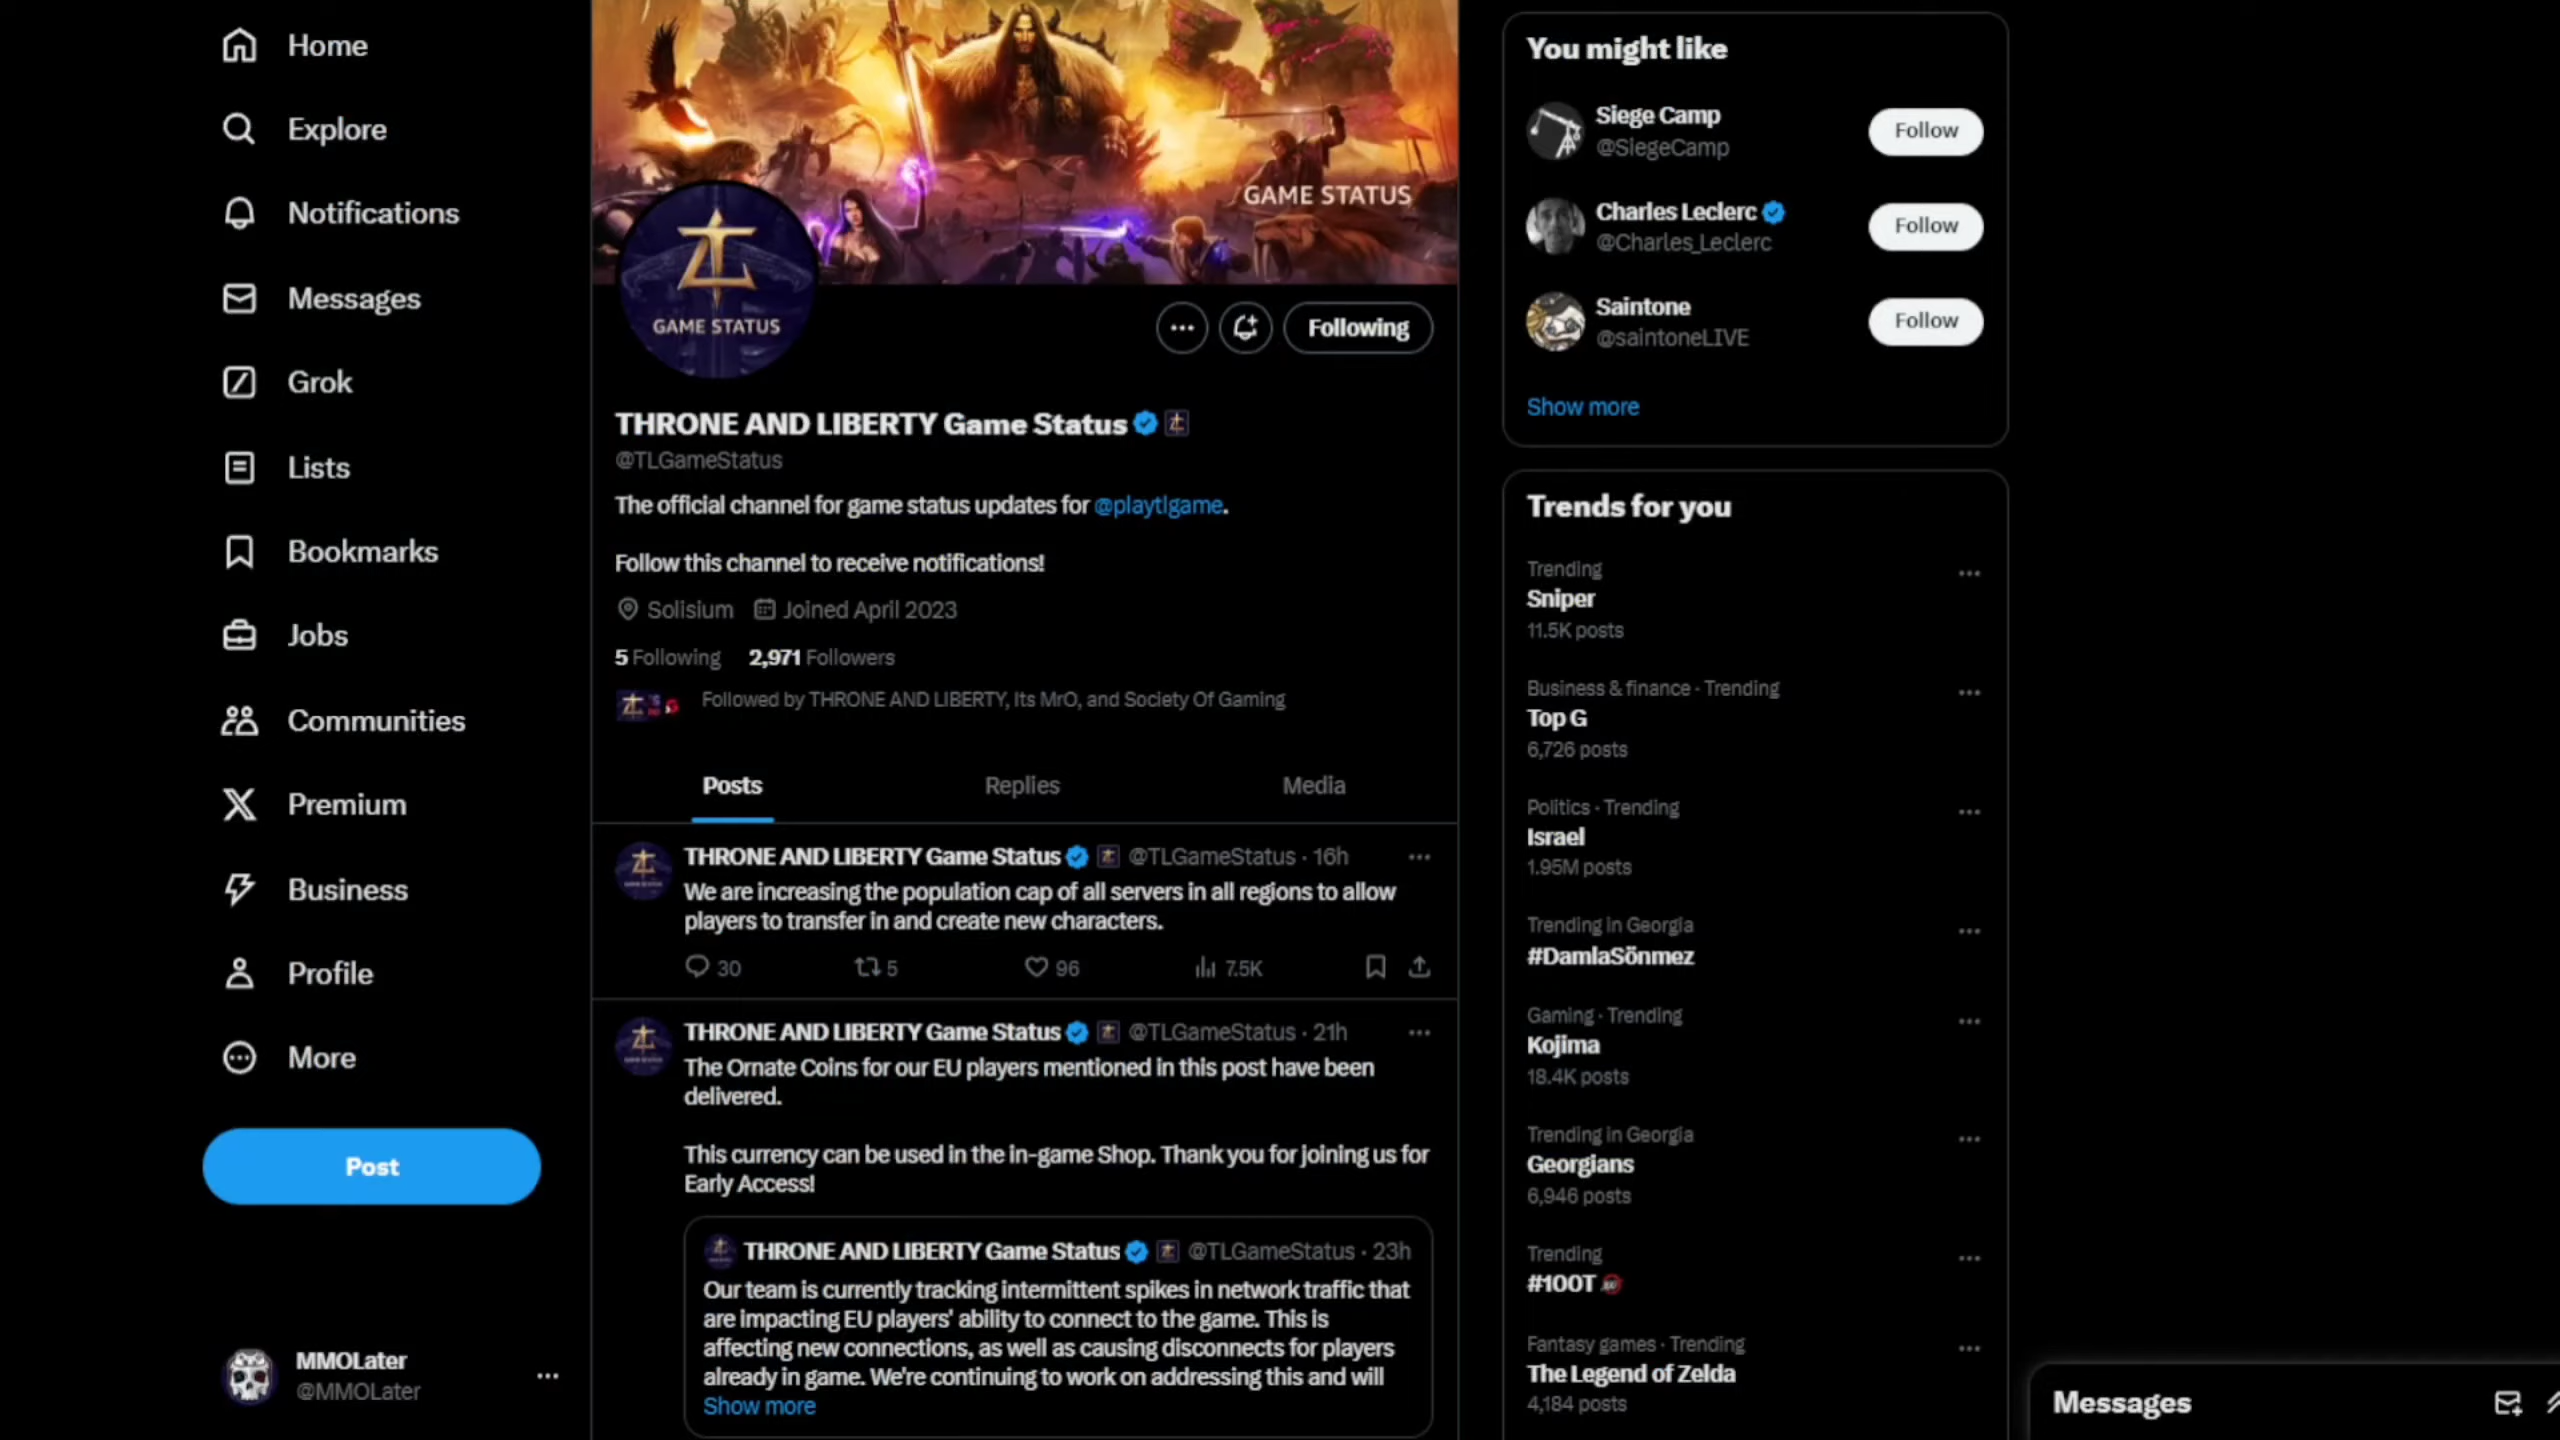 Home
Explore
Notifications
Messages
Grok
Lists
Bookmarks
Jobs
Communities
Premium
Business
Profile
More
Post
MMOLater
@MMOLater
GAME STATUS
GAME STATUS
Following
THRONE AND LIBERTY Game Status
@TLGameStatus
The official channel for game status updates for @playtlgame.
Follow this channel to receive notifications!
Solisium Joined April 2023
5 Following 2,971 Followers
Followed by THRONE AND LIBERTY, Its MrO, and Society Of Gaming
Posts Replies Media
THRONE AND LIBERTY Game Status @TLGameStatus · 16h
We are increasing the population cap of all servers in all regions to allow
players to transfer in and create new characters.
30 5 96 7.5K
THRONE AND LIBERTY Game Status @TLGameStatus · 21h
The Ornate Coins for our EU players mentioned in this post have been
delivered.
This currency can be used in the in-game Shop. Thank you for joining us for
Early Access!
THRONE AND LIBERTY Game Status @TLGameStatus · 23h
Our team is currently tracking intermittent spikes in network traffic that
are impacting EU players' ability to connect to the game. This is
affecting new connections, as well as causing disconnects for players
already in game. We're continuing to work on addressing this and will
Show more
You might like
Siege Camp
@SiegeCamp
Follow
Charles Leclerc
@Charles_Leclerc
Follow
Saintone
@saintoneLIVE
Follow
Show more
Trends for you
Trending
Sniper
11.5K posts
Business & finance · Trending
Top G
6,726 posts
Politics · Trending
Israel
1.95M posts
Trending in Georgia
#DamlaSönmez
Gaming · Trending
Kojima
18.4K posts
Trending in Georgia
Georgians
6,946 posts
Trending
#100T
Fantasy games · Trending
The Legend of Zelda
4,184 posts
Messages